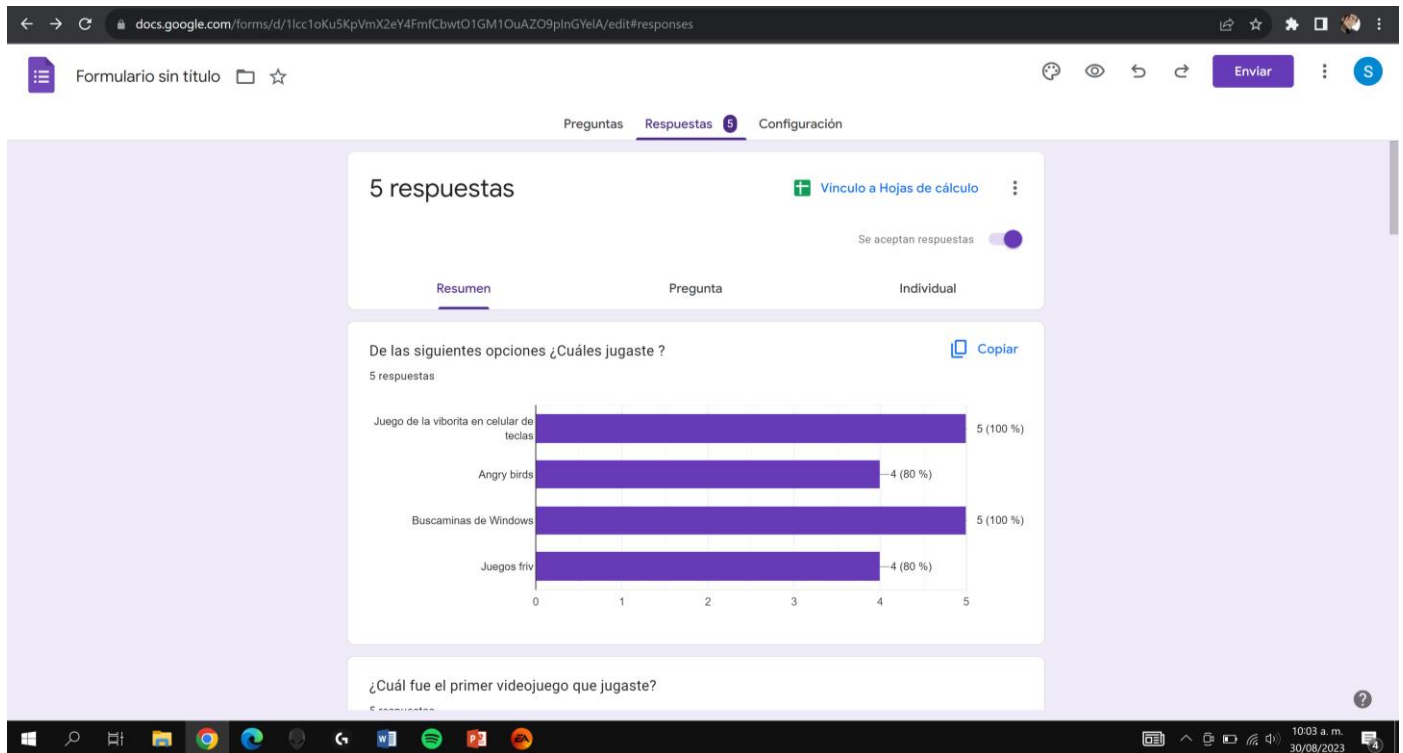 docs.google.com/forms/d/1lcc1oKu5KpVmX2eY4FmfCbwtO1GM1OuAZO9pInGYelA/edit#responses
Formulario sin título
Enviar
S
Preguntas Respuestas 5 Configuración
5 respuestas
Vínculo a Hojas de cálculo
Se aceptan respuestas
Resumen Pregunta Individual
De las siguientes opciones ¿Cuáles jugaste ?
Copiar
5 respuestas
Juego de la viborita en celular de
teclas
5 (100 %)
Angry birds
4 (80 %)
Buscaminas de Windows
5 (100 %)
Juegos friv
4 (80 %)
0 1 2 3 4 5
¿Cuál fue el primer videojuego que jugaste?
5 respuestas
10:03 a. m.
30/08/2023
4